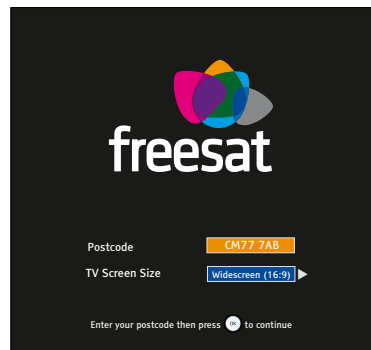 freesat
Postcode CM77 7AB
TV Screen Size Widescreen (16:9)
Enter your postcode then press OK to continue